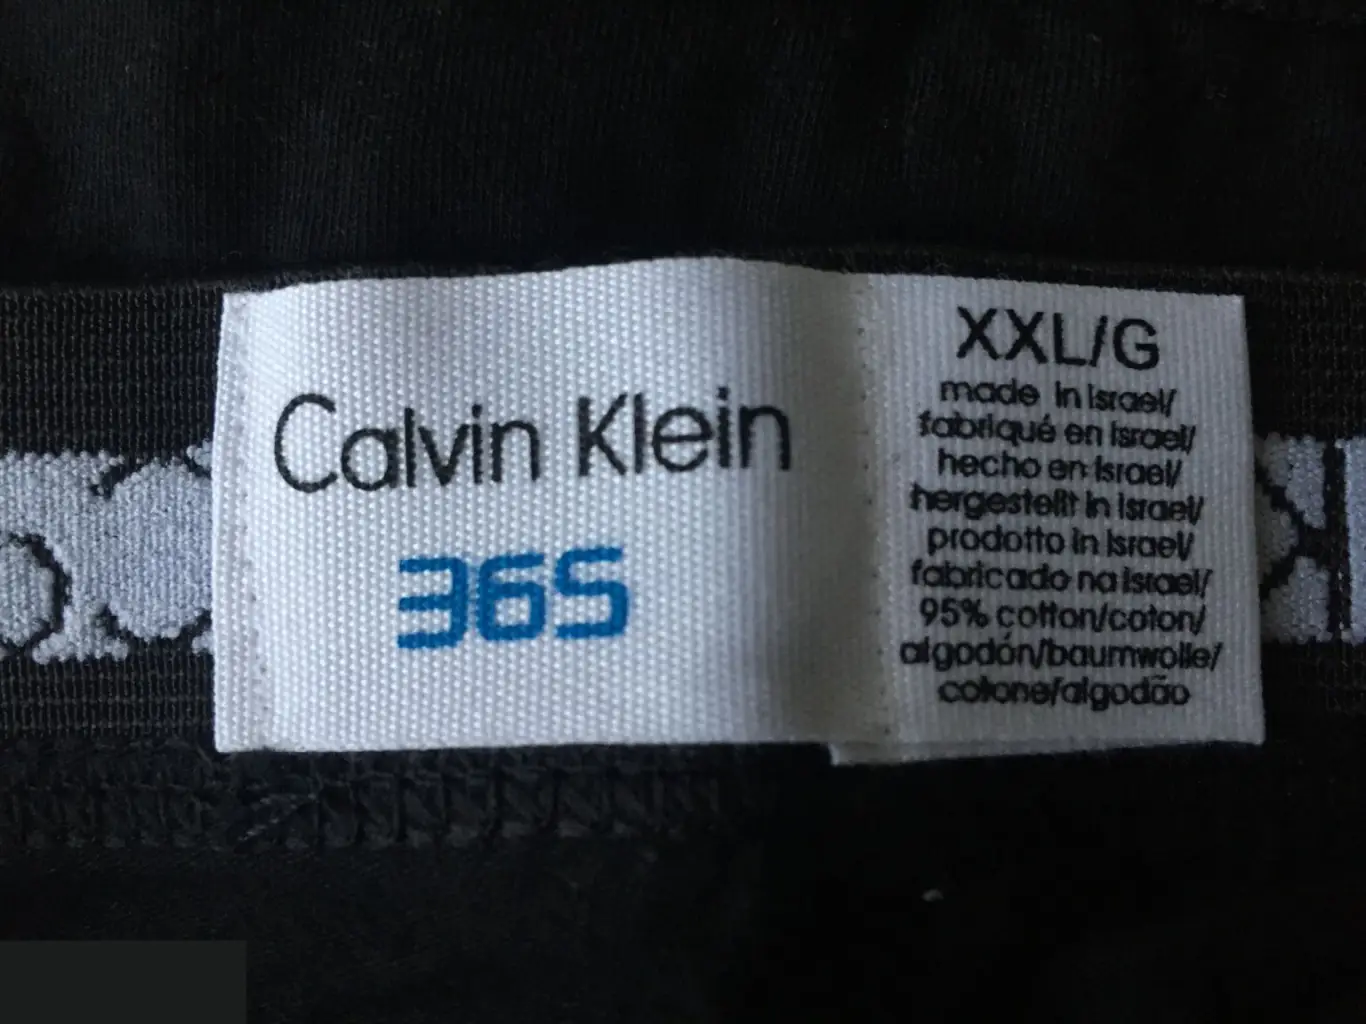 Calvin Klein
365
XXL/G
made in Israel/
fabriqué en Israel/
hecho en Israel/
hergestellt in Israel/
prodotto in Israel/
fabricado na Israel/
95% cotton/coton/
algodón/baumwolle/
cotone/algodão